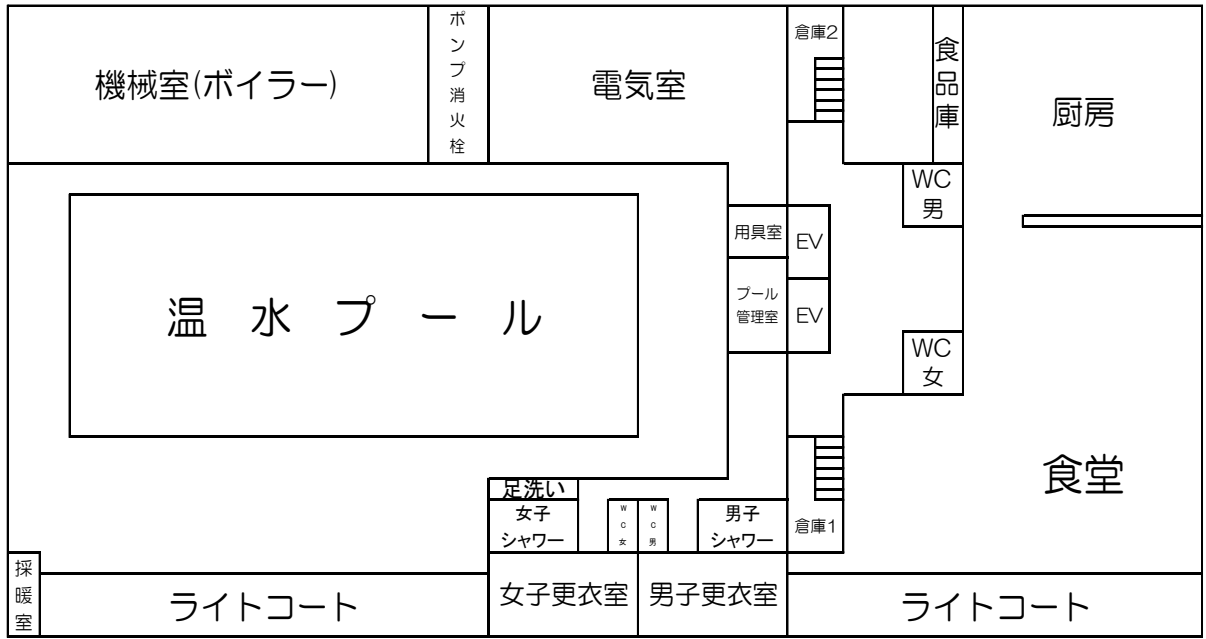 機械室(ボイラー)
ポンプ消火栓
電気室
倉庫2
食品庫
厨房
WC
男
用具室
EV
温水プール
プール
管理室
EV
WC
女
食堂
足洗い
女子
シャワー
WC女
WC男
男子
シャワー
倉庫1
採暖室
ライトコート
女子更衣室
男子更衣室
ライトコート